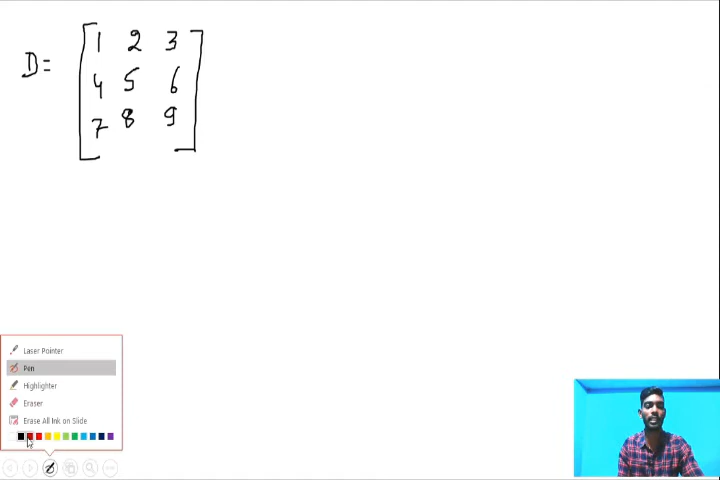 1 2 3
D=
4 5 6
7 8 9
Laser Pointer
Pen
Highlighter
Eraser
Erase All Ink on Slide